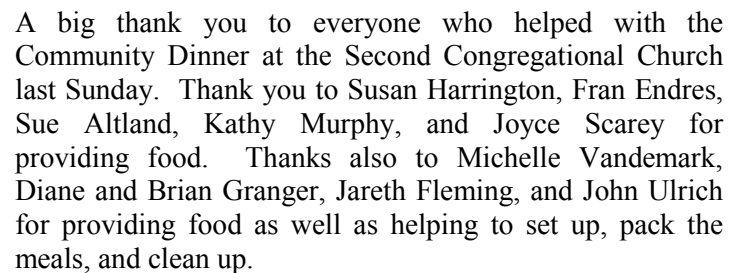 A big thank you to everyone who helped with the
Community Dinner at the Second Congregational Church
last Sunday. Thank you to Susan Harrington, Fran Endres,
Sue Altland, Kathy Murphy, and Joyce Scarey for
providing food. Thanks also to Michelle Vandemark,
Diane and Brian Granger, Jareth Fleming, and John Ulrich
for providing food as well as helping to set up, pack the
meals, and clean up.